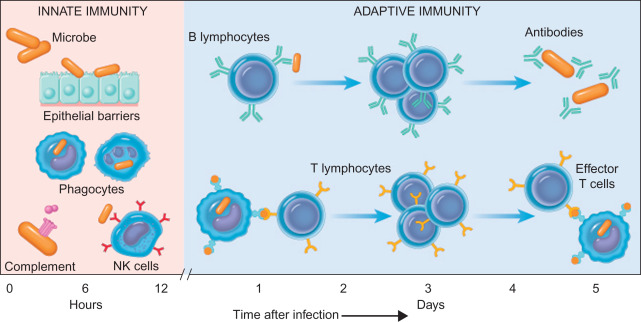 INNATE IMMUNITY
ADAPTIVE IMMUNITY
Microbe
Epithelial barriers
Phagocytes
Complement
NK cells
B lymphocytes
Antibodies
T lymphocytes
Effector
T cells
0 6 12 1 2 3 4 5
Hours
Time after infection
Days